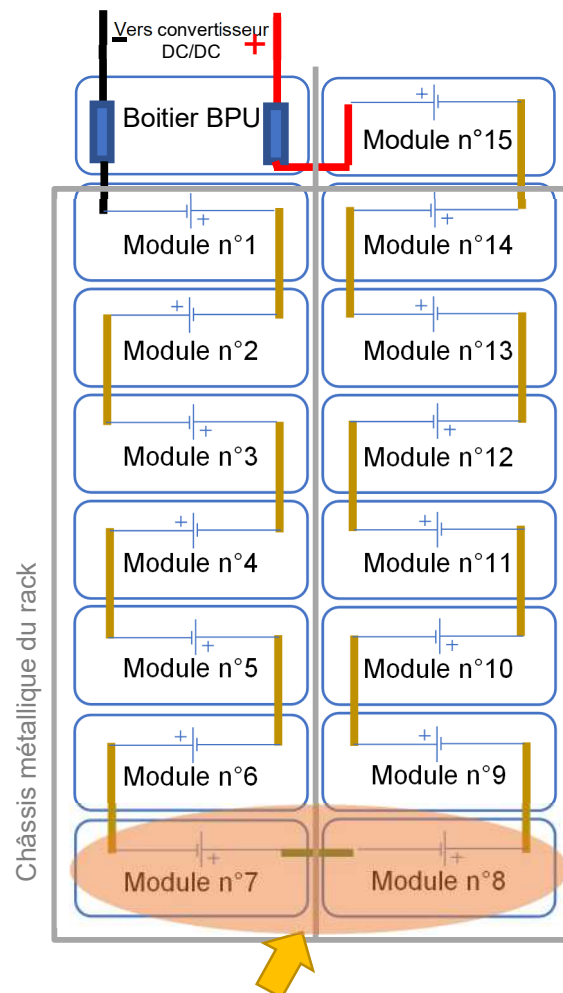 Vers convertisseur
DC/DC
-
+
Boitier BPU
+
Module n°15
+
Module n°1
+
Module n°14
+
Module n°2
+
Module n°13
+
Module n°3
+
Module n°12
+
Module n°4
+
Module n°11
+
Module n°5
+
Module n°10
+
Module n°6
+
Module n°9
+
Module n°7
+
Module n°8
Châssis métallique du rack